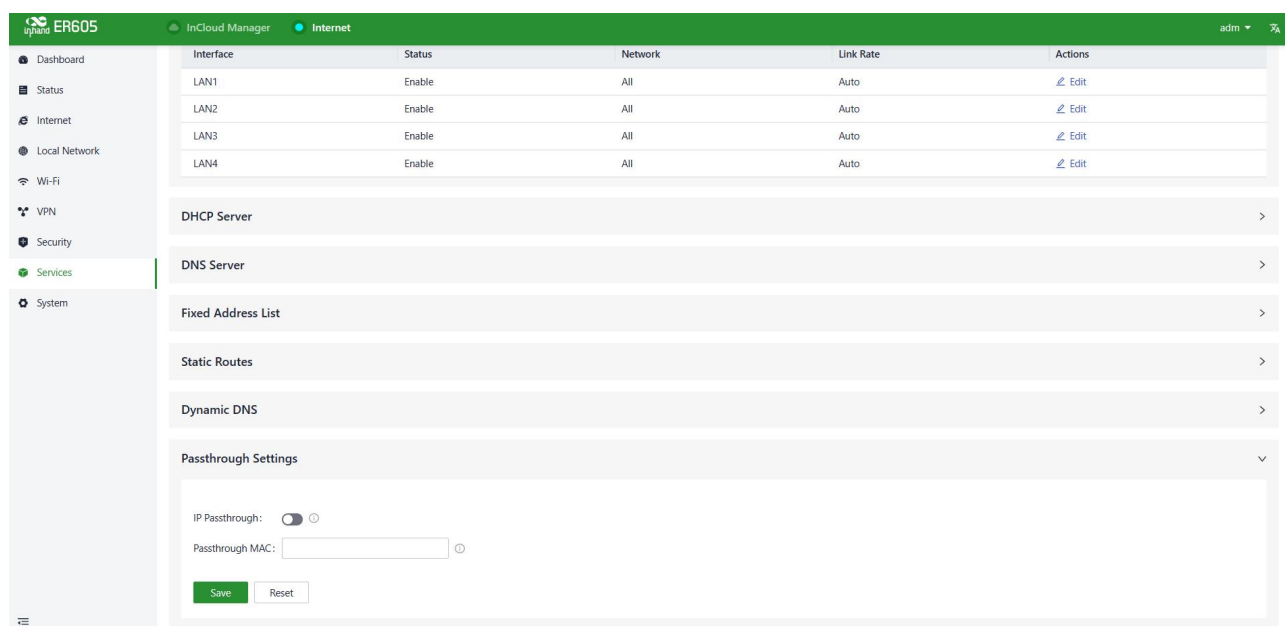 inhand ER605 InCloud Manager Internet adm
Dashboard
Status
Internet
Local Network
Wi-Fi
VPN
Security
Services
System
Interface Status Network Link Rate Actions
LAN1 Enable All Auto Edit
LAN2 Enable All Auto Edit
LAN3 Enable All Auto Edit
LAN4 Enable All Auto Edit
DHCP Server
DNS Server
Fixed Address List
Static Routes
Dynamic DNS
Passthrough Settings
IP Passthrough:
Passthrough MAC:
Save Reset